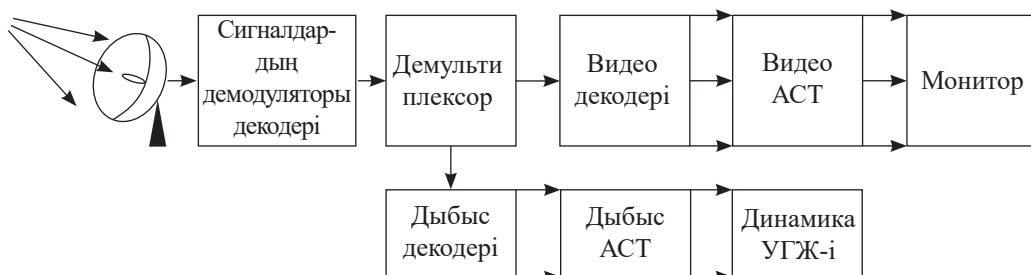 Сигналдар-
дың
демодуляторы
декодері
Демульти
плексор
Видео
декодері
Видео
АСТ
Монитор
Дыбыс
декодері
Дыбыс
АСТ
Динамика
УГЖ-і